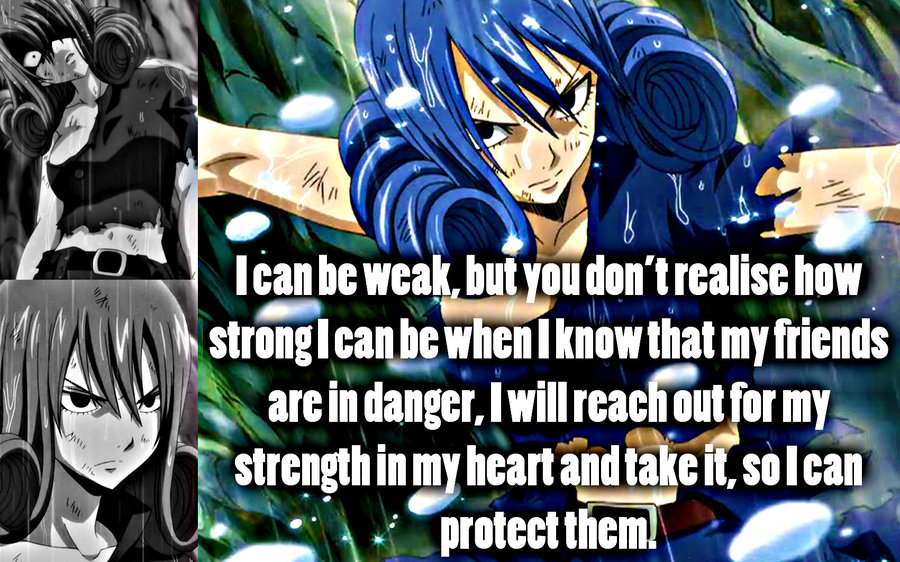 I can be weak, but you don't realise how
strong I can be when I know that my friends
are in danger, I will reach out for my
strength in my heart and take it, so I can
protect them.